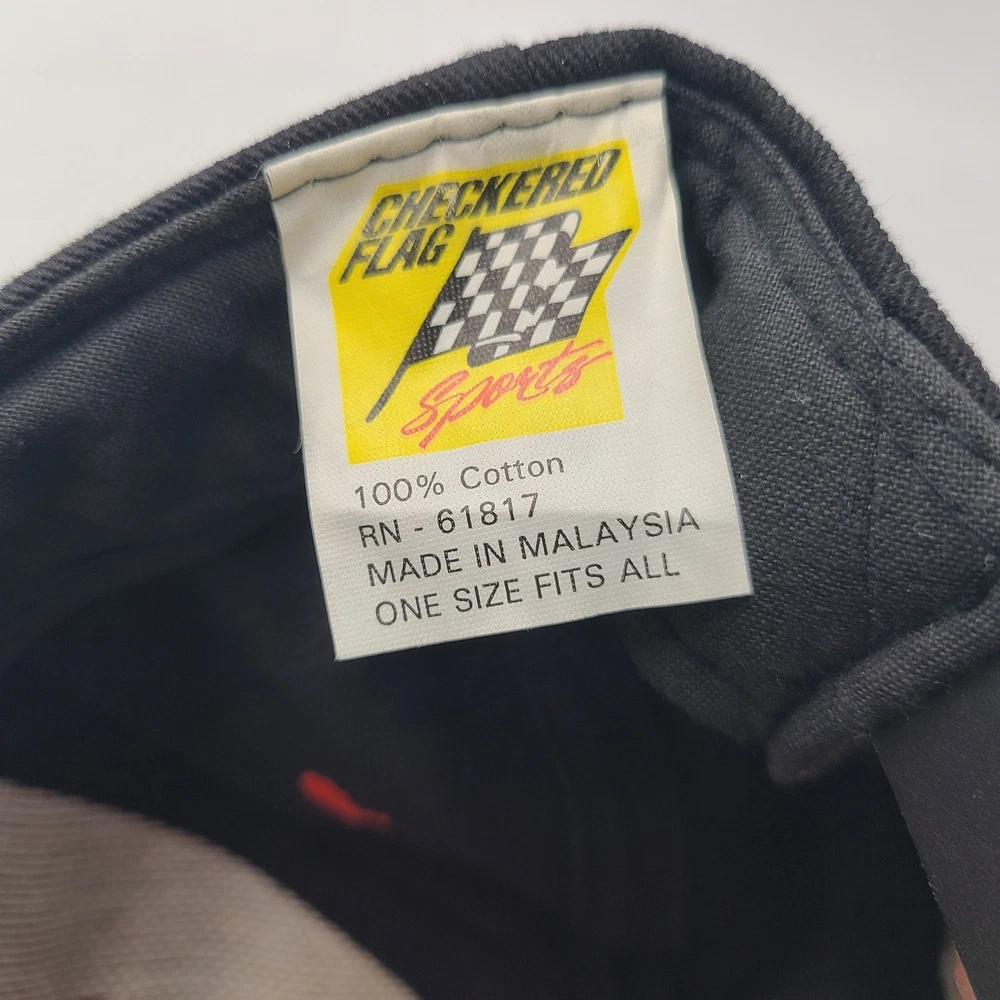 CHECKERED
FLAG
Sports
100% Cotton
RN - 61817
MADE IN MALAYSIA
ONE SIZE FITS ALL